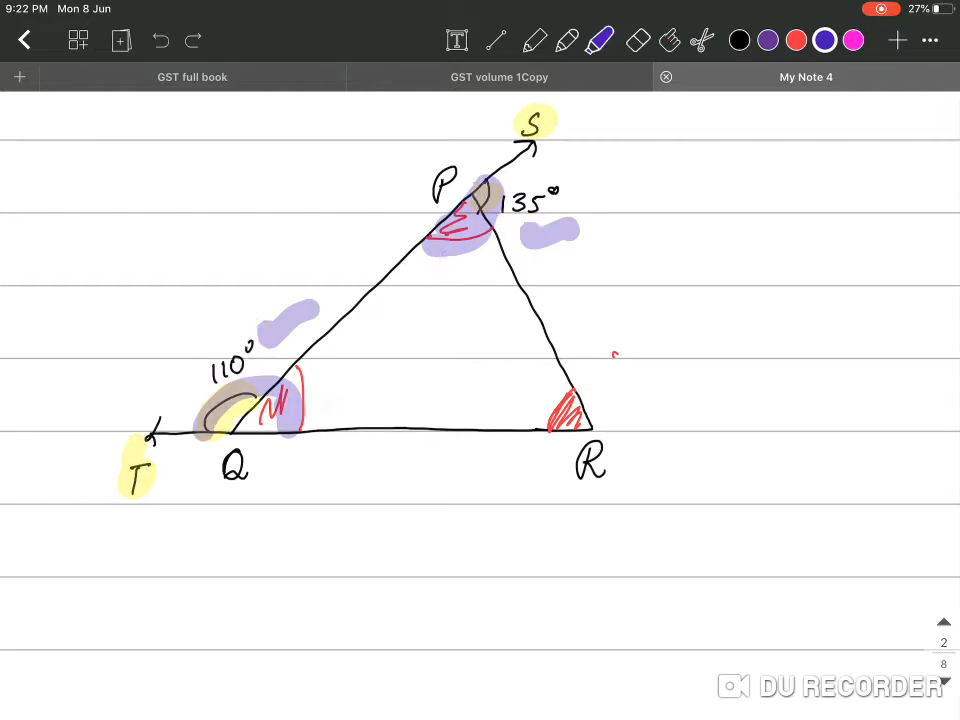 9:22 PM Mon 8 Jun
27%
GST full book
GST volume 1Copy
My Note 4
S
P
135°
110°
T
Q
R
2
8
DU RECORDER